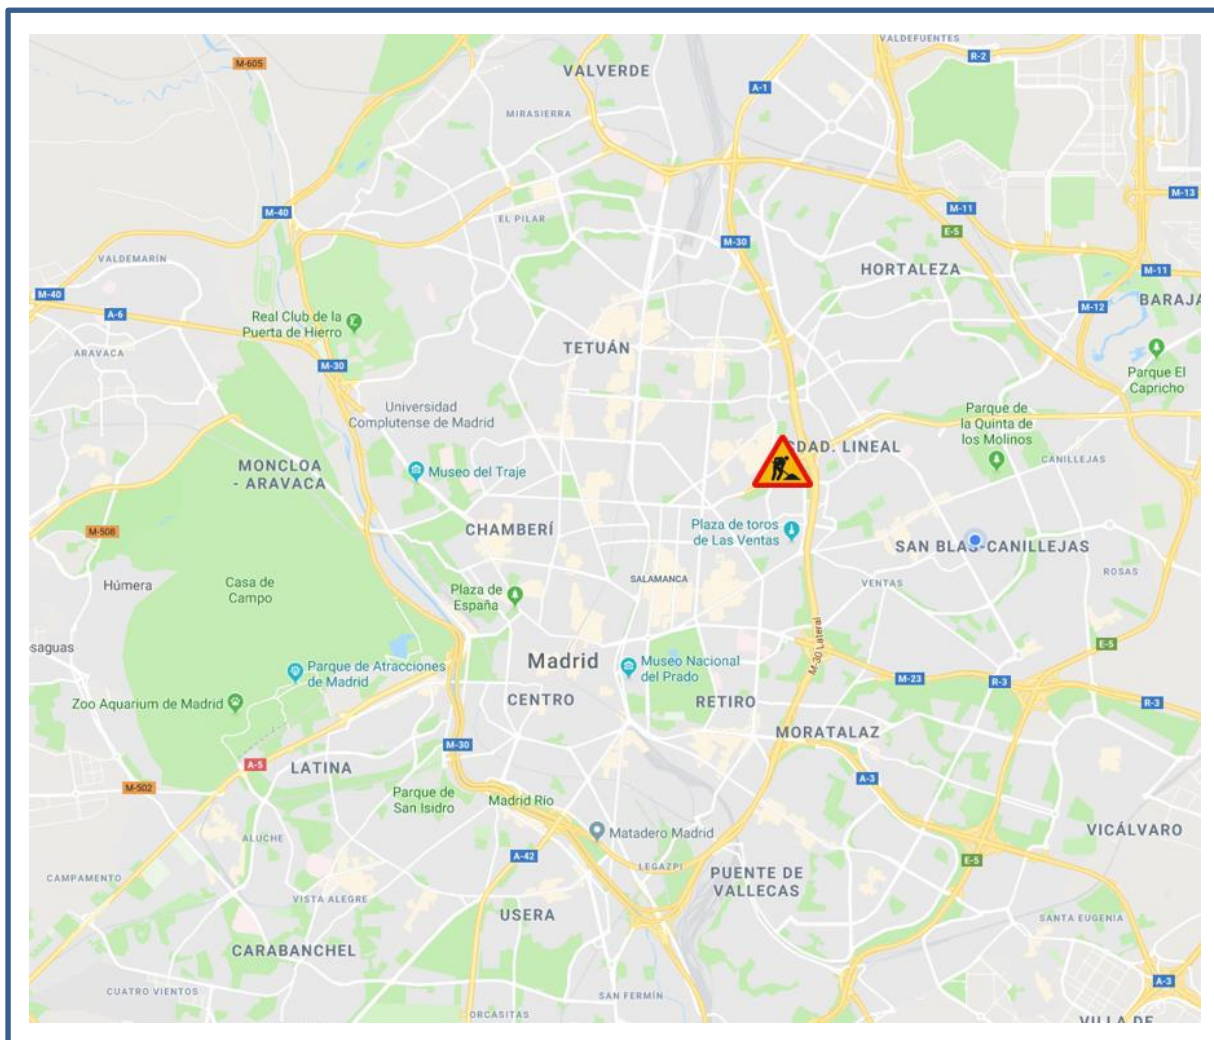 VALDEFUENTES
M-605
R-2
VALVERDE
A-1
MIRASIERRA
M-13
M-40
M-11
EL PILAR
E-5
M-30
VALDEMARÍN
HORTALEZA
M-11
M-40
BARAJA
M-12
A-6
Real Club de la
Puerta de Hierro
TETUÁN
ARAVACA
M-30
Parque El
Capricho
Universidad
Complutense de Madrid
Parque de
la Quinta de
los Molinos
CDAD. LINEAL
CANILLEJAS
MONCLOA
- ARAVACA
Museo del Traje
M-508
CHAMBERÍ
Plaza de toros
de Las Ventas
SAN BLAS-CANILLEJAS
Húmera
Casa de
Campo
SALAMANCA
VENTAS
ROSAS
Plaza de
España
M-30 Lateral
E-5
osaguas
Madrid
Museo Nacional
del Prado
Parque de Atracciones
de Madrid
M-23
R-3
R-3
Zoo Aquarium de Madrid
CENTRO
RETIRO
MORATALAZ
M-30
A-5
LATINA
A-3
M-502
Parque de
San Isidro
Madrid Río
Matadero Madrid
VICÁLVARO
ALUCHE
A-42
LEGAZPI
E-5
CAMPAMENTO
PUENTE DE
VALLECAS
VISTA ALEGRE
USERA
SANTA EUGENIA
CARABANCHEL
A-3
CUATRO VIENTOS
SAN FERMÍN
ORCASITAS
VILLA DE